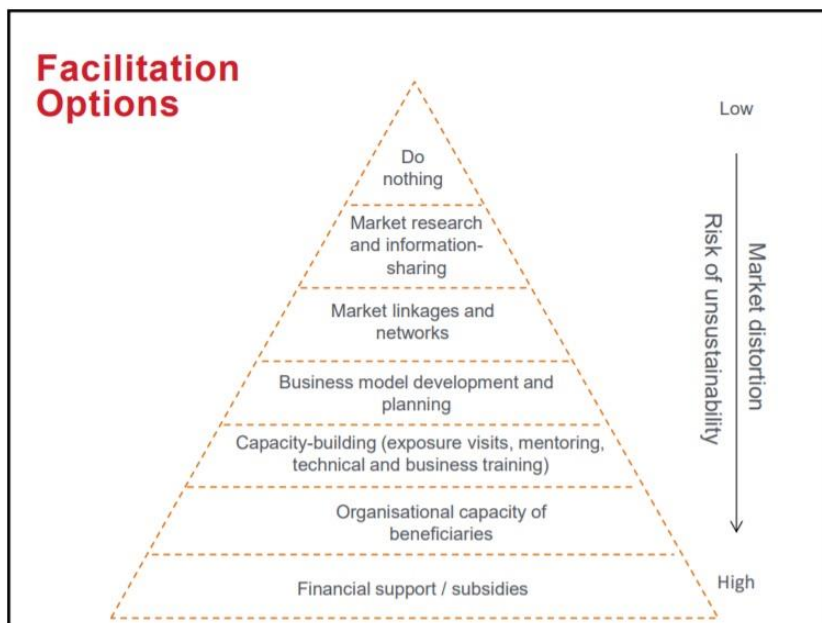 Facilitation
Options
Low
Do
nothing
Market research
and information-
sharing
Market linkages and
networks
Business model development and
planning
Capacity-building (exposure visits, mentoring,
technical and business training)
Organisational capacity of
beneficiaries
Financial support / subsidies
Risk of unsustainability
Market distortion
High